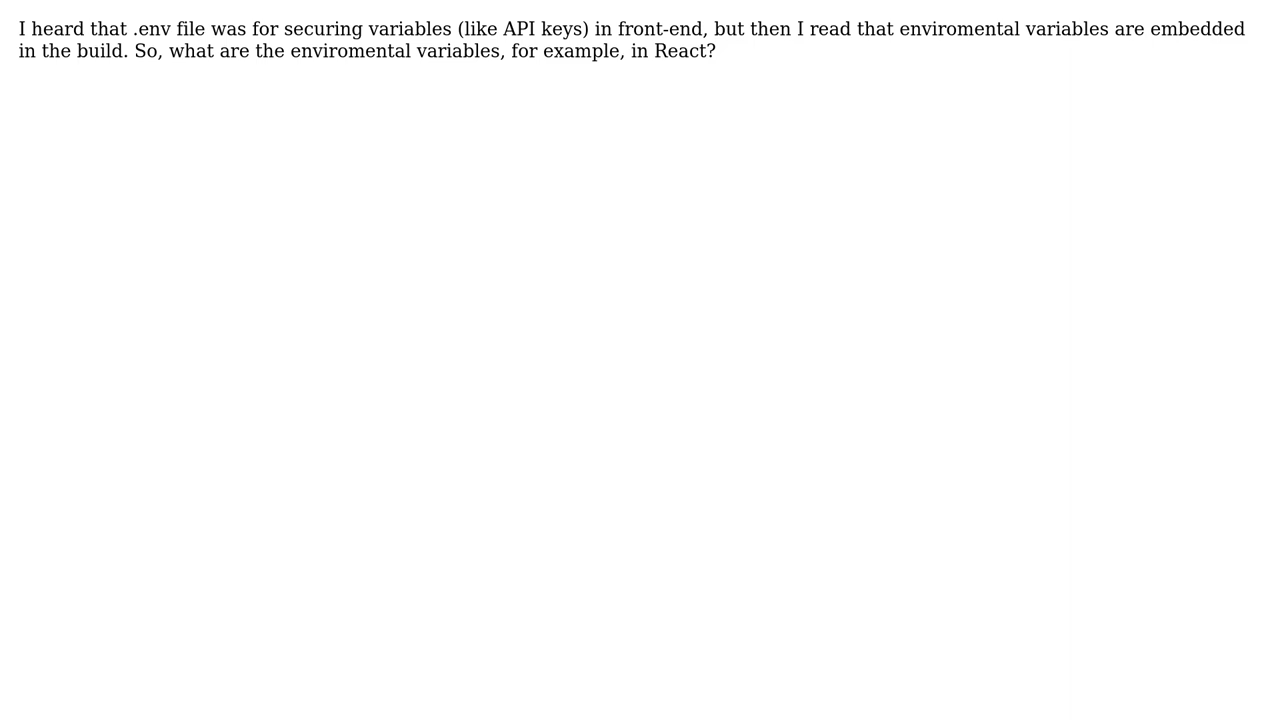 I heard that .env file was for securing variables (like API keys) in front-end, but then I read that enviromental variables are embedded
in the build. So, what are the enviromental variables, for example, in React?